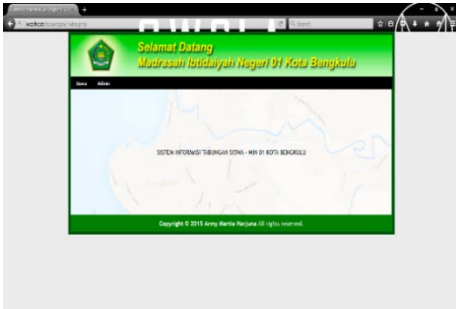 Search
Selamat Datang
Madrasah Ibtidaiyah Negeri 01 Kota Bengkulu
Admin
SISTEM INFORMASI TABUNGAN SISWA - MIN 01 KOTA BENGKULU
Copyright © 2015 Army Martia Harjuna All rights reserved.